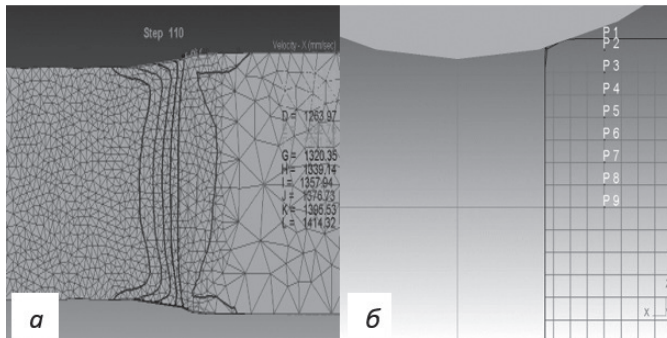 Step 110
Velocity - X (mm/sec)
D = 1263.97
G = 1320.35
H = 1339.14
I = 1357.94
J = 1376.73
K = 1395.53
L = 1414.32
а
P 1
P 2
P 3
P 4
P 5
P 6
P 7
P 8
P 9
X
б